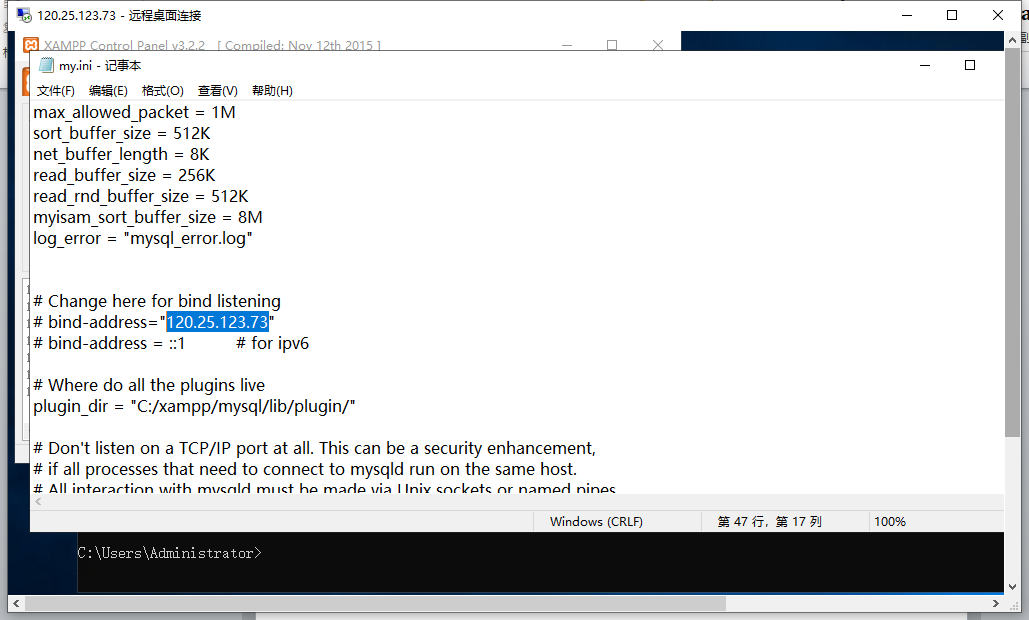 120.25.123.73 - 远程桌面连接
XAMPP Control Panel v3.2.2 [ Compiled: Nov 12th 2015 ]
my.ini - 记事本
文件(F) 编辑(E) 格式(O) 查看(V) 帮助(H)
max_allowed_packet = 1M
sort_buffer_size = 512K
net_buffer_length = 8K
read_buffer_size = 256K
read_rnd_buffer_size = 512K
myisam_sort_buffer_size = 8M
log_error = "mysql_error.log"
# Change here for bind listening
# bind-address="120.25.123.73"
# bind-address = ::1 # for ipv6
# Where do all the plugins live
plugin_dir = "C:/xampp/mysql/lib/plugin/"
# Don't listen on a TCP/IP port at all. This can be a security enhancement,
# if all processes that need to connect to mysqld run on the same host.
# All interaction with mysqld must be made via Unix sockets or named pipes
Windows (CRLF) 第 47 行，第 17 列 100%
C:\Users\Administrator>